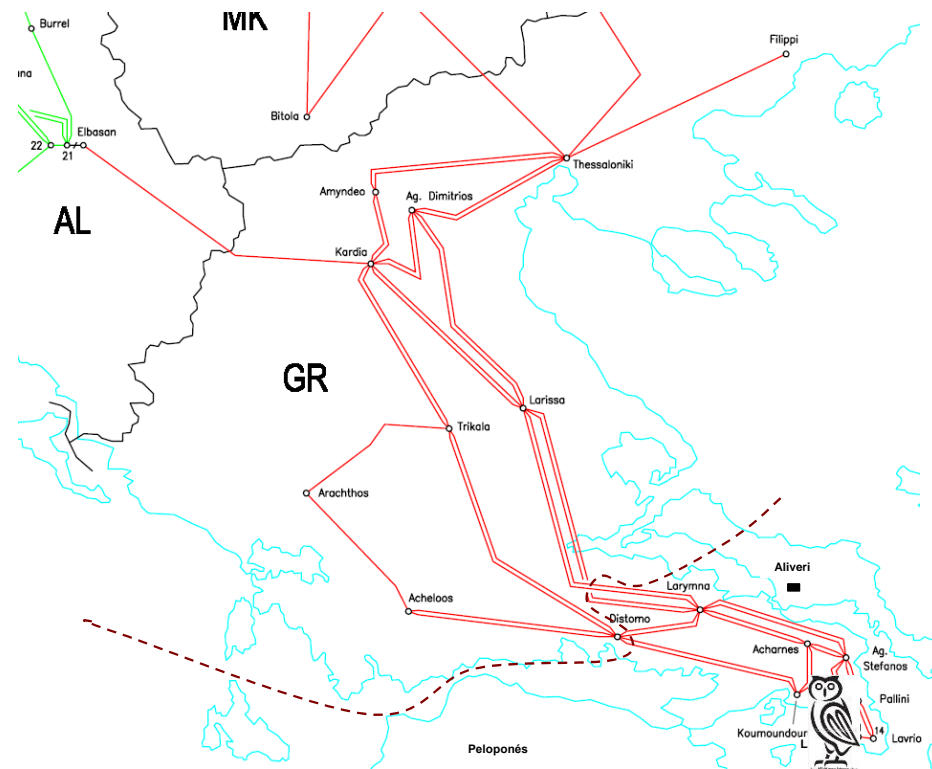 MK
Burrel
Filippi
una
Bitola
Elbasan
22
21
Thessaloniki
Amyndeo
Ag. Dimitrios
AL
Kardia
GR
Larissa
Trikala
Arachthos
Aliveri
Larymna
Acheloos
Distomo
Acharnes
Ag.
Stefanos
Pallini
Koumoundour
L
14
Lavrio
Peloponés